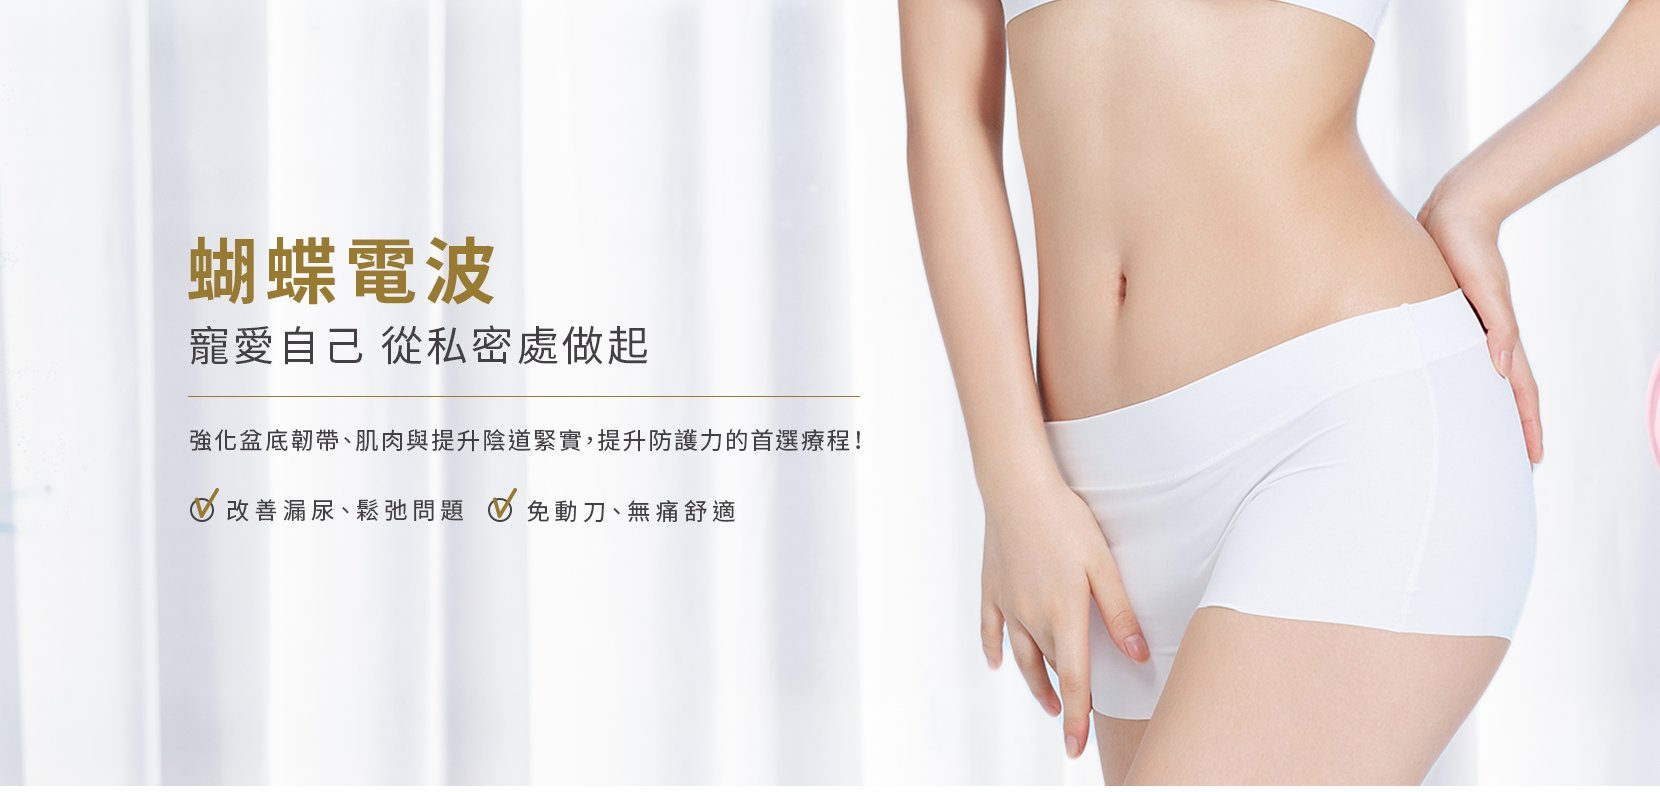 蝴蝶電波
寵愛自己 從私密處做起
強化盆底韌帶、肌肉與提升陰道緊實，提升防護力的首選療程！
改善漏尿、鬆弛問題 免動刀、無痛舒適